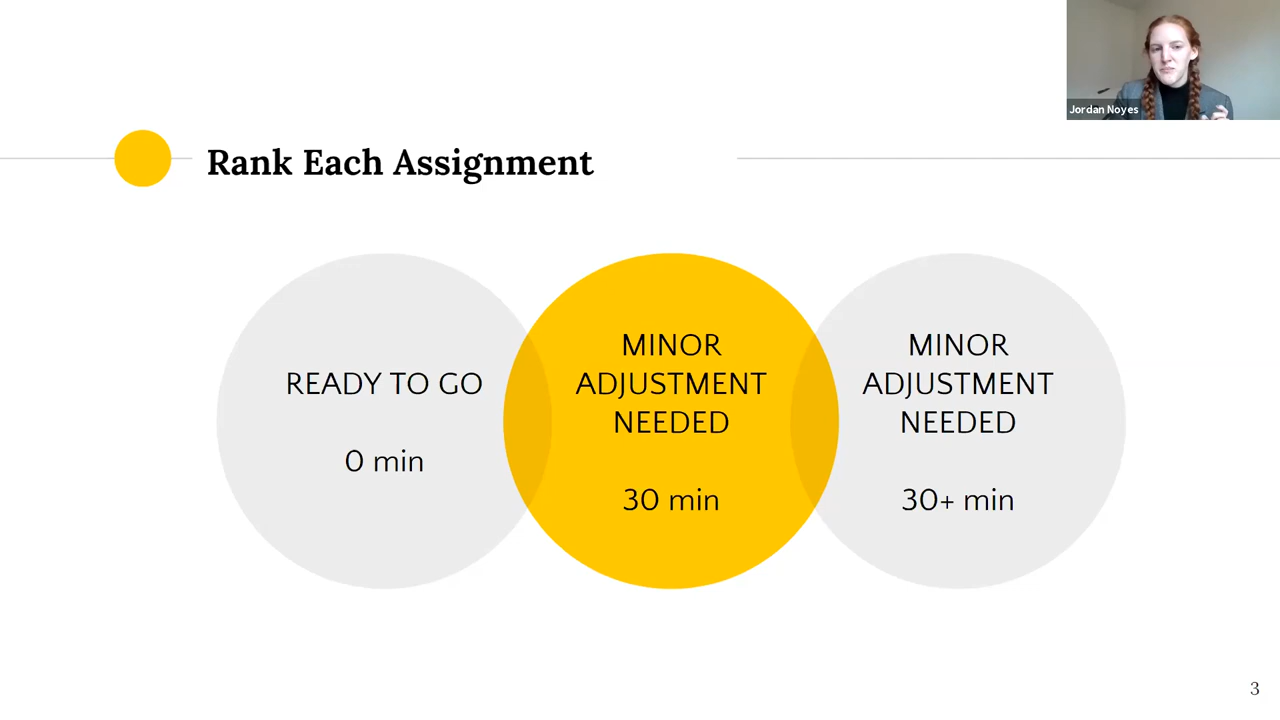 Jordan Noyes
Rank Each Assignment
READY TO GO
0 min
MINOR
ADJUSTMENT
NEEDED
30 min
MINOR
ADJUSTMENT
NEEDED
30+ min
3